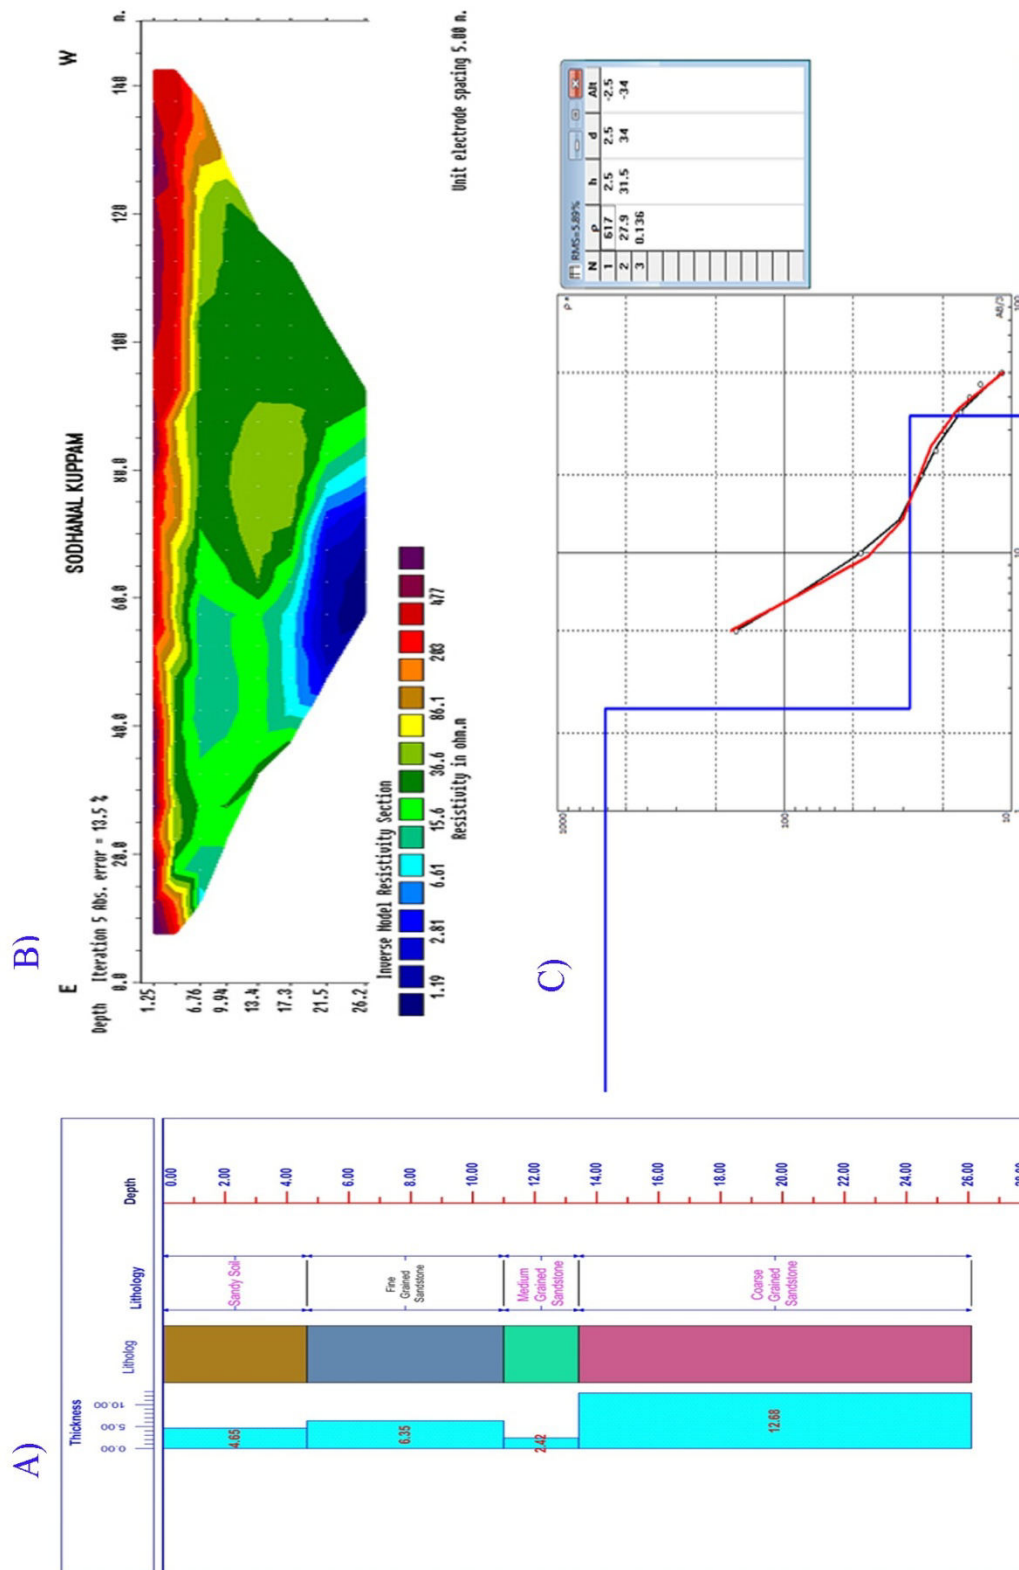 A)
Thickness
0.00 5.00 10.00
Litholog
Lithology
Depth
4.65
6.35
2.42
12.68
Sandy Soil
Fine
Grained
Sandstone
Medium
Grained
Sandstone
Coarse
Grained
Sandstone
0.00
2.00
4.00
6.00
8.00
10.00
12.00
14.00
16.00
18.00
20.00
22.00
24.00
26.00
B)
E SODHANAL KUPPAM W
Depth Iteration 5 Abs. error = 13.5 %
0.0 20.0 40.0 60.0 80.0 100 120 140 m.
1.25
6.76
9.94
13.4
17.3
21.5
26.2
Inverse Model Resistivity Section
1.19 2.81 6.61 15.6 36.6 86.1 203 477
Resistivity in ohm.m
Unit electrode spacing 5.00 m.
C)
1000
100
10
1 10 100
ρ a
AB/3
RMS=5.89%
N ρ h d Alt
1 617 2.5 2.5 -2.5
2 27.9 31.5 34 -34
3 0.136